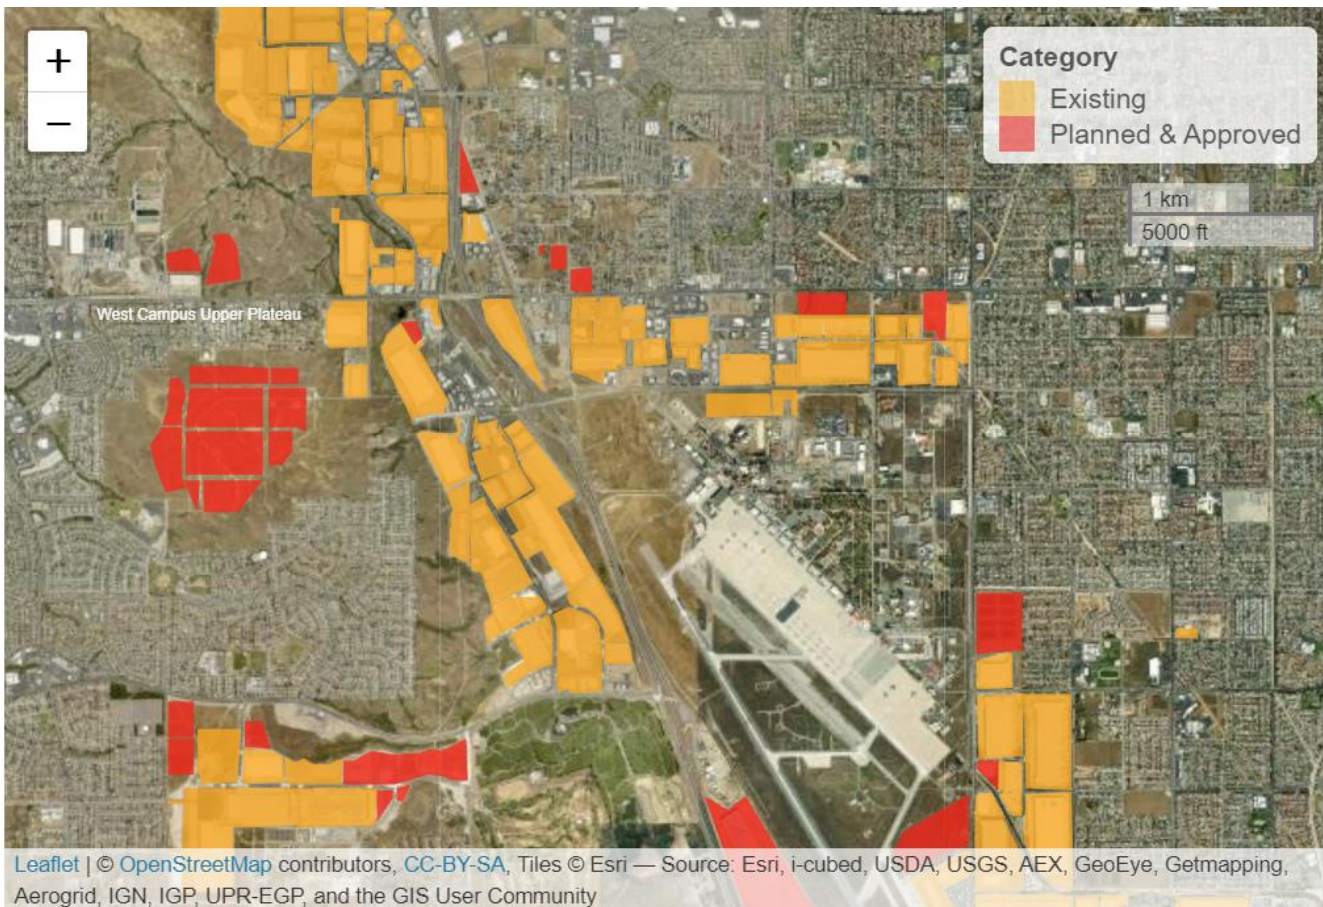 +
−
Category
Existing
Planned & Approved
1 km
5000 ft
West Campus Upper Plateau
Leaflet | © OpenStreetMap contributors, CC-BY-SA, Tiles © Esri — Source: Esri, i-cubed, USDA, USGS, AEX, GeoEye, Getmapping,
Aerogrid, IGN, IGP, UPR-EGP, and the GIS User Community